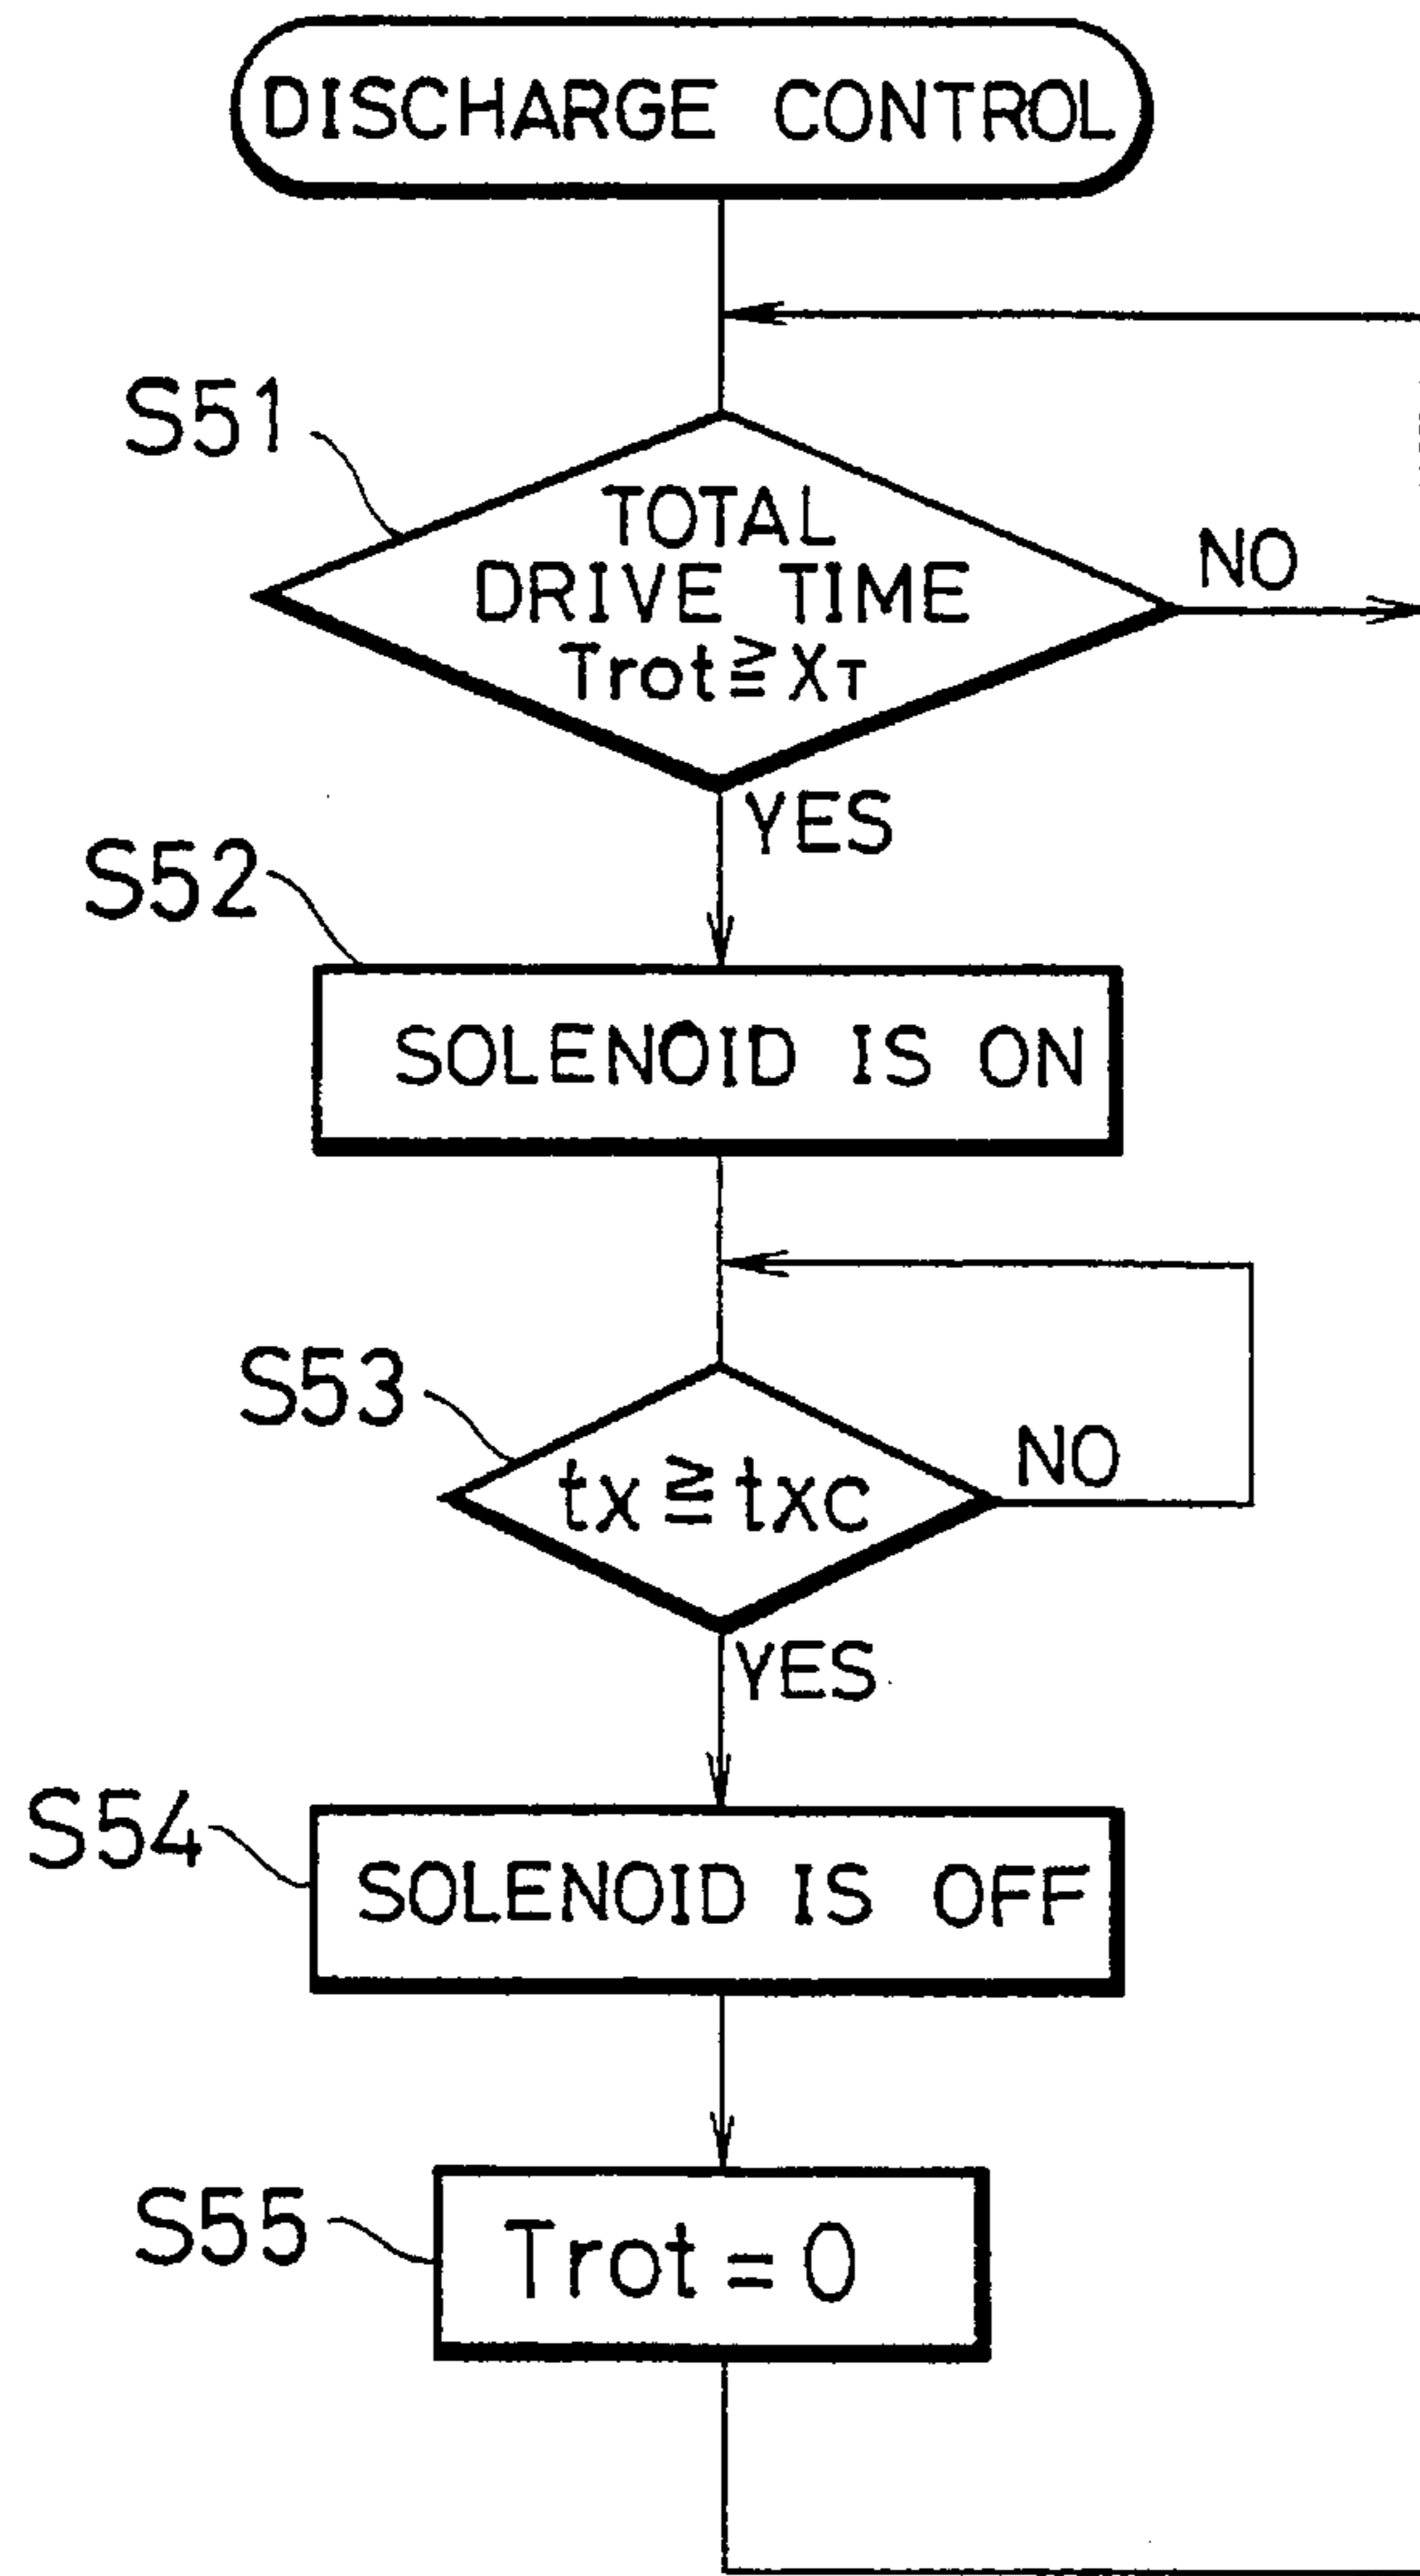 DISCHARGE CONTROL
S51
TOTAL
DRIVE TIME
Trot ≧ XT
NO
YES
S52
SOLENOID IS ON
S53
tx ≧ txc
NO
YES
S54
SOLENOID IS OFF
S55
Trot = 0